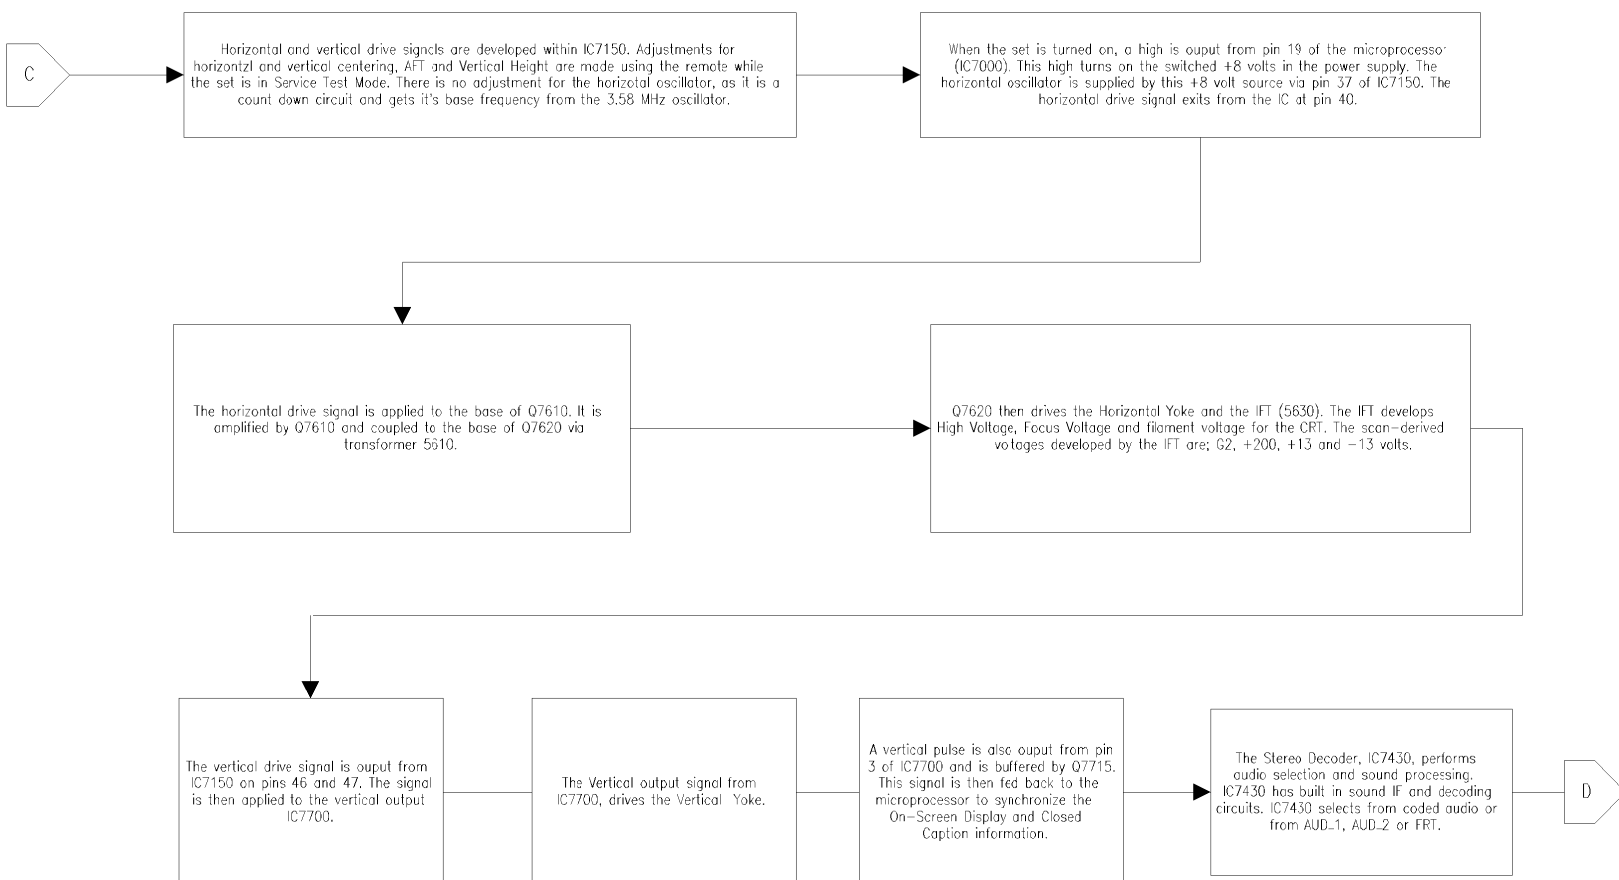 C
Horizontal and vertical drive signcls are developed within IC7150. Adjustments for
horizontzl and vertical centering, AFT and Vertical Height are made using the remote while
the set is in Service Test Mode. There is no adjustment for the horizotal oscillator, as it is a
count down circuit and gets it's base frequency from the 3.58 MHz oscillator.
When the set is turned on, a high is ouput from pin 19 of the microprocessor
(IC7000). This high turns on the switched +8 volts in the power supply. The
horizontal oscillator is supplied by this +8 volt source via pin 37 of IC7150. The
horizontal drive signal exits from the IC at pin 40.
The horizontal drive signal is applied to the base of Q7610. It is
amplified by Q7610 and coupled to the base of Q7620 via
transformer 5610.
Q7620 then drives the Horizontal Yoke and the IFT (5630). The IFT develops
High Voltage, Focus Voltage and filament voltage for the CRT. The scan-derived
votages developed by the IFT are; G2, +200, +13 and -13 volts.
The vertical drive signal is ouput from
IC7150 on pins 46 and 47. The signal
is then applied to the vertical output
IC7700.
The Vertical output signal from
IC7700, drives the Vertical Yoke.
A vertical pulse is also ouput from pin
3 of IC7700 and is buffered by Q7715.
This signal is then fed back to the
microprocessor to synchronize the
On-Screen Display and Closed
Caption information.
The Stereo Decoder, IC7430, performs
audio selection and sound processing.
IC7430 has built in sound IF and decoding
circuits. IC7430 selects from coded audio or
from AUD_1, AUD_2 or FRT.
D